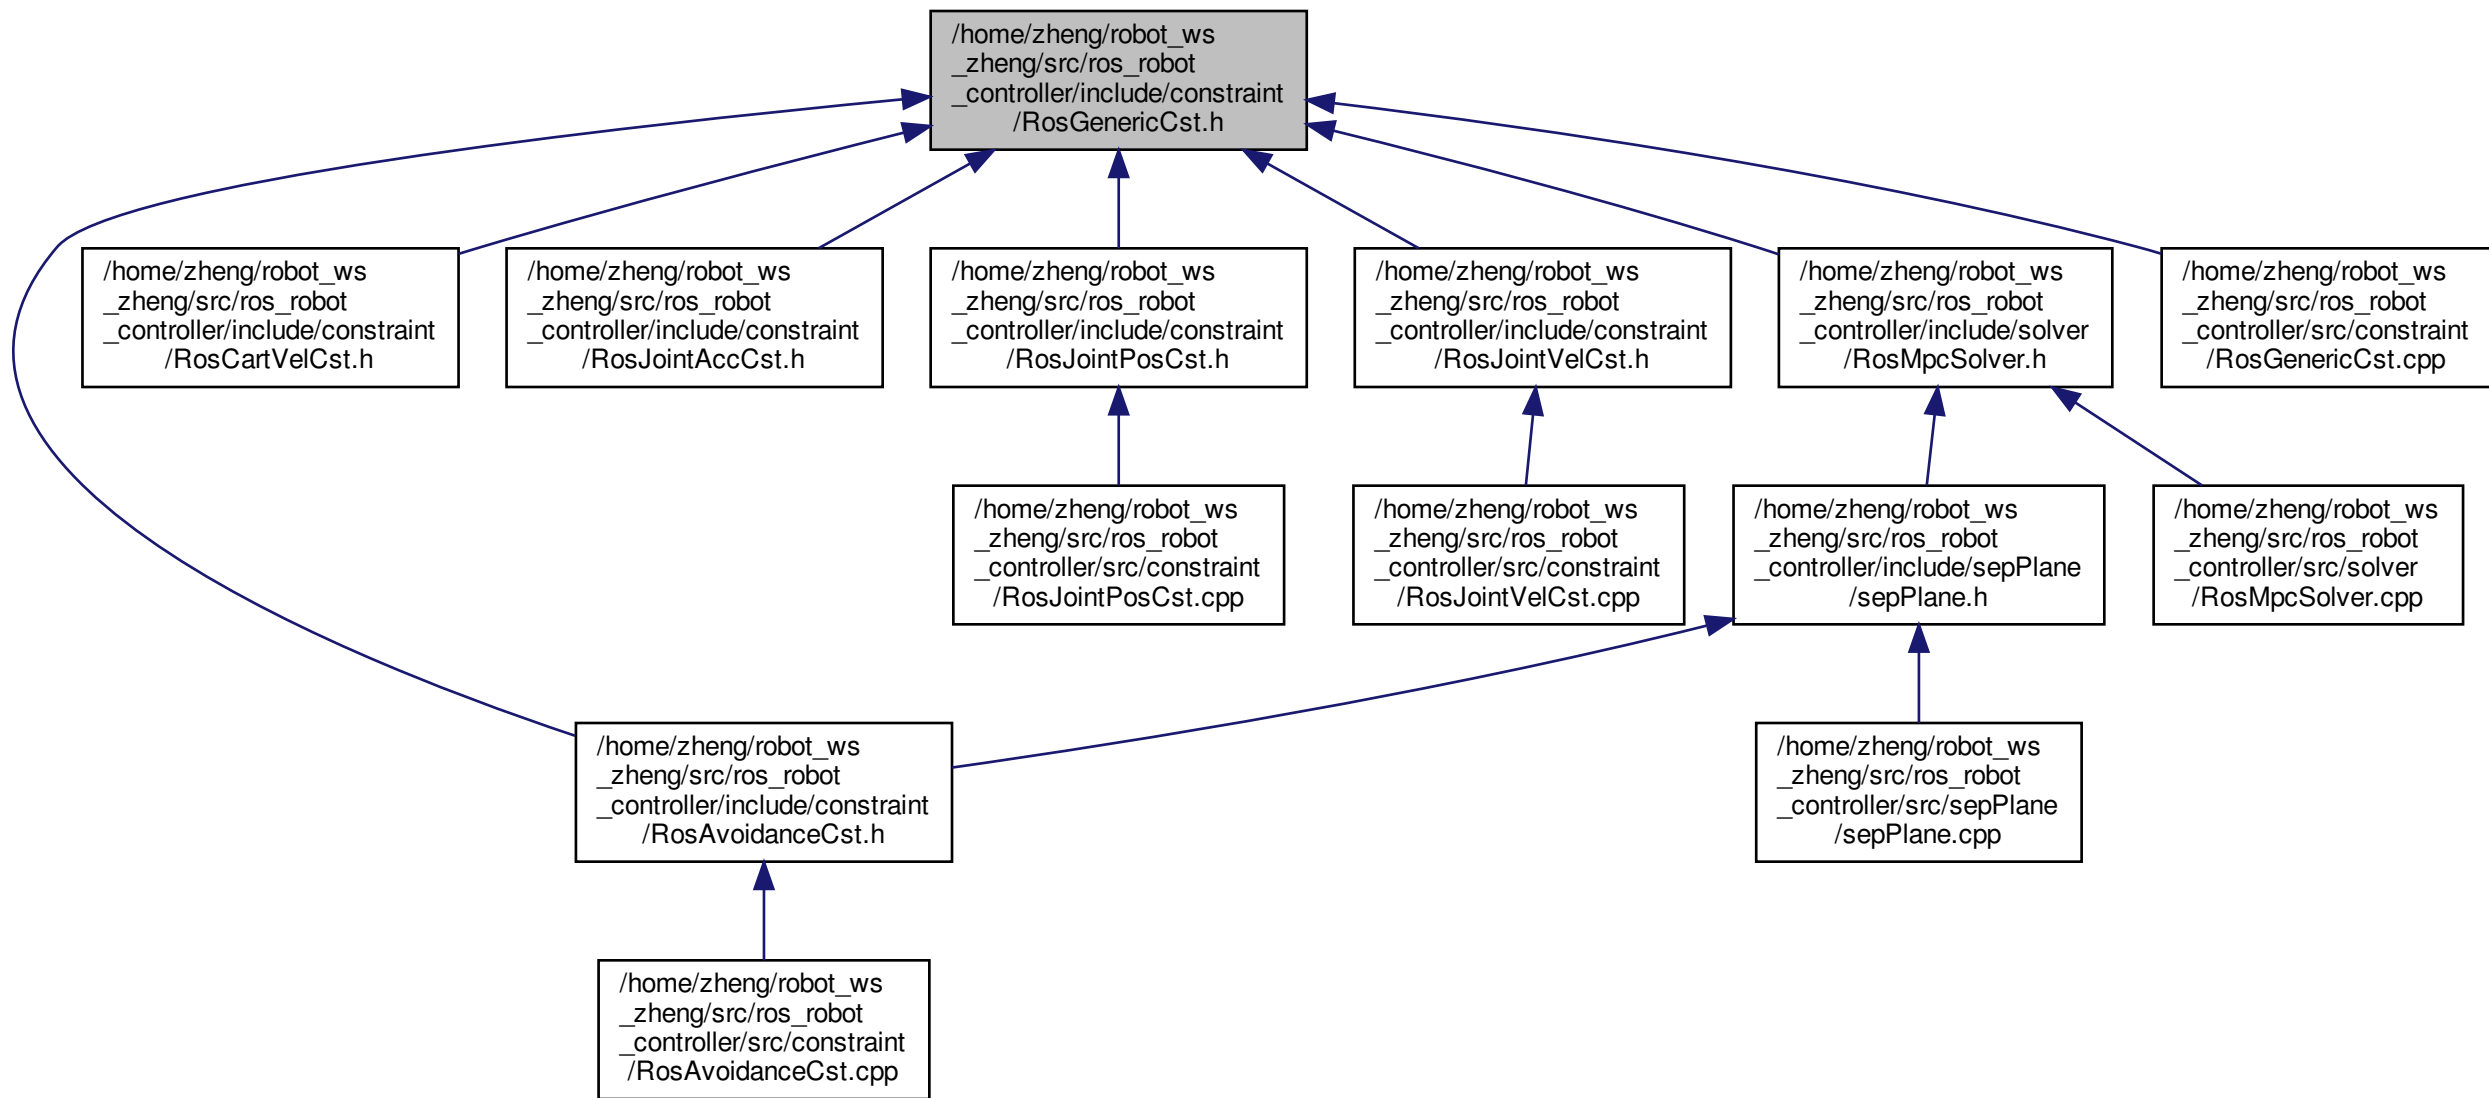 /home/zheng/robot_ws
_zheng/src/ros_robot
_controller/include/constraint
/RosGenericCst.h
/home/zheng/robot_ws
_zheng/src/ros_robot
_controller/include/constraint
/RosCartVelCst.h
/home/zheng/robot_ws
_zheng/src/ros_robot
_controller/include/constraint
/RosJointAccCst.h
/home/zheng/robot_ws
_zheng/src/ros_robot
_controller/include/constraint
/RosJointPosCst.h
/home/zheng/robot_ws
_zheng/src/ros_robot
_controller/include/constraint
/RosJointVelCst.h
/home/zheng/robot_ws
_zheng/src/ros_robot
_controller/include/solver
/RosMpcSolver.h
/home/zheng/robot_ws
_zheng/src/ros_robot
_controller/src/constraint
/RosGenericCst.cpp
/home/zheng/robot_ws
_zheng/src/ros_robot
_controller/src/constraint
/RosJointPosCst.cpp
/home/zheng/robot_ws
_zheng/src/ros_robot
_controller/src/constraint
/RosJointVelCst.cpp
/home/zheng/robot_ws
_zheng/src/ros_robot
_controller/include/sepPlane
/sepPlane.h
/home/zheng/robot_ws
_zheng/src/ros_robot
_controller/src/solver
/RosMpcSolver.cpp
/home/zheng/robot_ws
_zheng/src/ros_robot
_controller/include/constraint
/RosAvoidanceCst.h
/home/zheng/robot_ws
_zheng/src/ros_robot
_controller/src/sepPlane
/sepPlane.cpp
/home/zheng/robot_ws
_zheng/src/ros_robot
_controller/src/constraint
/RosAvoidanceCst.cpp